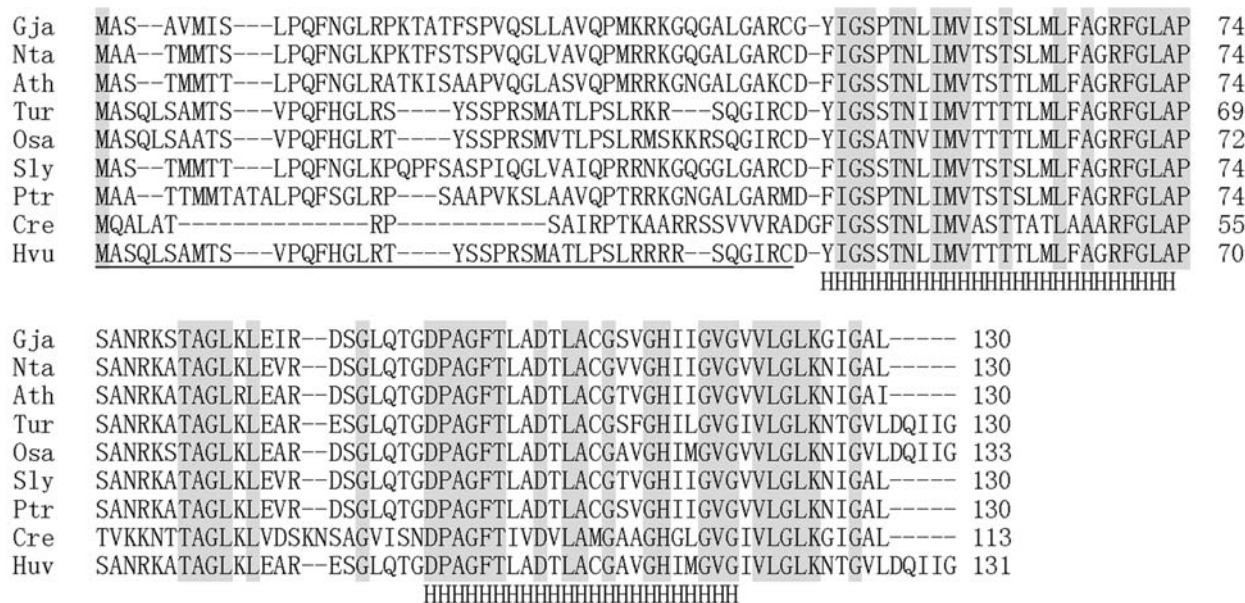 Gja MAS--AVMIS---LPQFNGLRPKTATFSPVQSLLAVQPMKRKGQGALGARCG-YIGSPTNLIMVISTSLMLFAGRFGLAP 74
Nta MAA--TMMTS---LPQFNGLKPKTFSTSPVQGLVAVQPMRRKGQGALGARCD-FIGSPTNLIMVTSTSLMLFAGRFGLAP 74
Ath MAS--TMMTT---LPQFNGLRATKISAAPVQGLASVQPMRRKGNGALGAKCD-FIGSSTNLIMVTSTTLMLFAGRFGLAP 74
Tur MASQLSAMTS---VPQFHGLRS----YSSPRSMATLPSLRKR---SQGIRCD-YIGSSTNIIMVTTTTLMLFAGRFGLAP 69
Osa MASQLSAATS---VPQFHGLRT----YSSPRSMVTLPSLRMSKKRSQGIRCD-YIGSATNVIMVTTTTLMLFAGRFGLAP 72
Sly MAS--TMMTT---LPQFNGLKPQPFSASPIQGLVAIQPRRNKGQGGLGARCD-FIGSSTNLIMVTSTSLMLFAGRFGLAP 74
Ptr MAA--TTMMTATALPQFSGLRP---SAAPVKSLAAVQPTRRKGNGALGARMD-FIGSSTNLIMVTSTSLMLFAGRFGLAP 74
Cre MQALAT--------------RP-----------SAIRPTKAARRSSVVVRADGFIGSSTNLIMVASTTATLAAARFGLAP 55
Hvu MASQLSAMTS---VPQFHGLRT----YSSPRSMATLPSLRRRR--SQGIRCD-YIGSSTNLIMVTTTTLMLFAGRFGLAP 70
HHHHHHHHHHHHHHHHHHHHHHHHHH
Gja SANRKSTAGLKLEIR--DSGLQTGDPAGFTLADTLACGSVGHIIGVGVVLGLKGIGAL----- 130
Nta SANRKATAGLKLEVR--DSGLQTGDPAGFTLADTLACGVVGHIIGVGVVLGLKNIGAL----- 130
Ath SANRKATAGLRLEAR--DSGLQTGDPAGFTLADTLACGTVGHIIGVGVVLGLKNIGAI----- 130
Tur SANRKATAGLKLEAR--ESGLQTGDPAGFTLADTLACGSFGHILGVGIVLGLKNTGVLDQIIG 130
Osa SANRKSTAGLKLEAR--DSGLQTGDPAGFTLADTLACGAVGHIMGVGIVLGLKNIGVLDQIIG 133
Sly SANRKATAGLKLEVR--DSGLQTGDPAGFTLADTLACGTVGHIIGVGVVLGLKNIGAL----- 130
Ptr SANRKATAGLKLEVR--DSGLQTGDPAGFTLADTLACGSVGHIIGVGVVLGLKNIGAL----- 130
Cre TVKKNTTAGLKLVDSKNSAGVISNDPAGFTIVDVLAMGAAGHGLGVGIVLGLKGIGAL----- 113
Huv SANRKATAGLKLEAR--ESGLQTGDPAGFTLADTLACGAVGHIMGVGIVLGLKNTGVLDQIIG 131
HHHHHHHHHHHHHHHHHHHHHHH